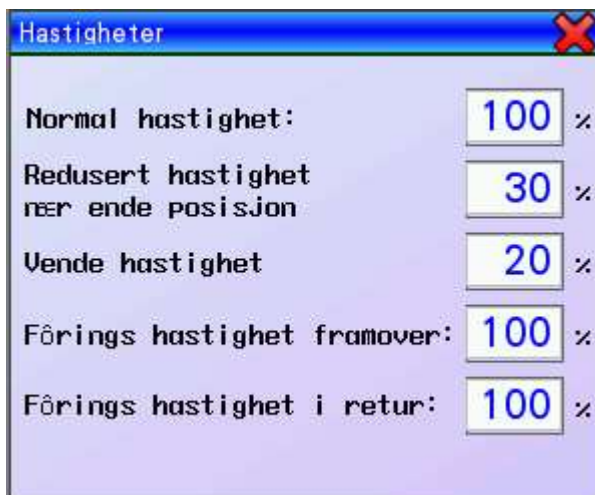 Hastigheter
Normal hastighet: 100 %
Redusert hastighet
nær ende posisjon 30 %
Vende hastighet 20 %
Fôrings hastighet framover: 100 %
Fôrings hastighet i retur: 100 %